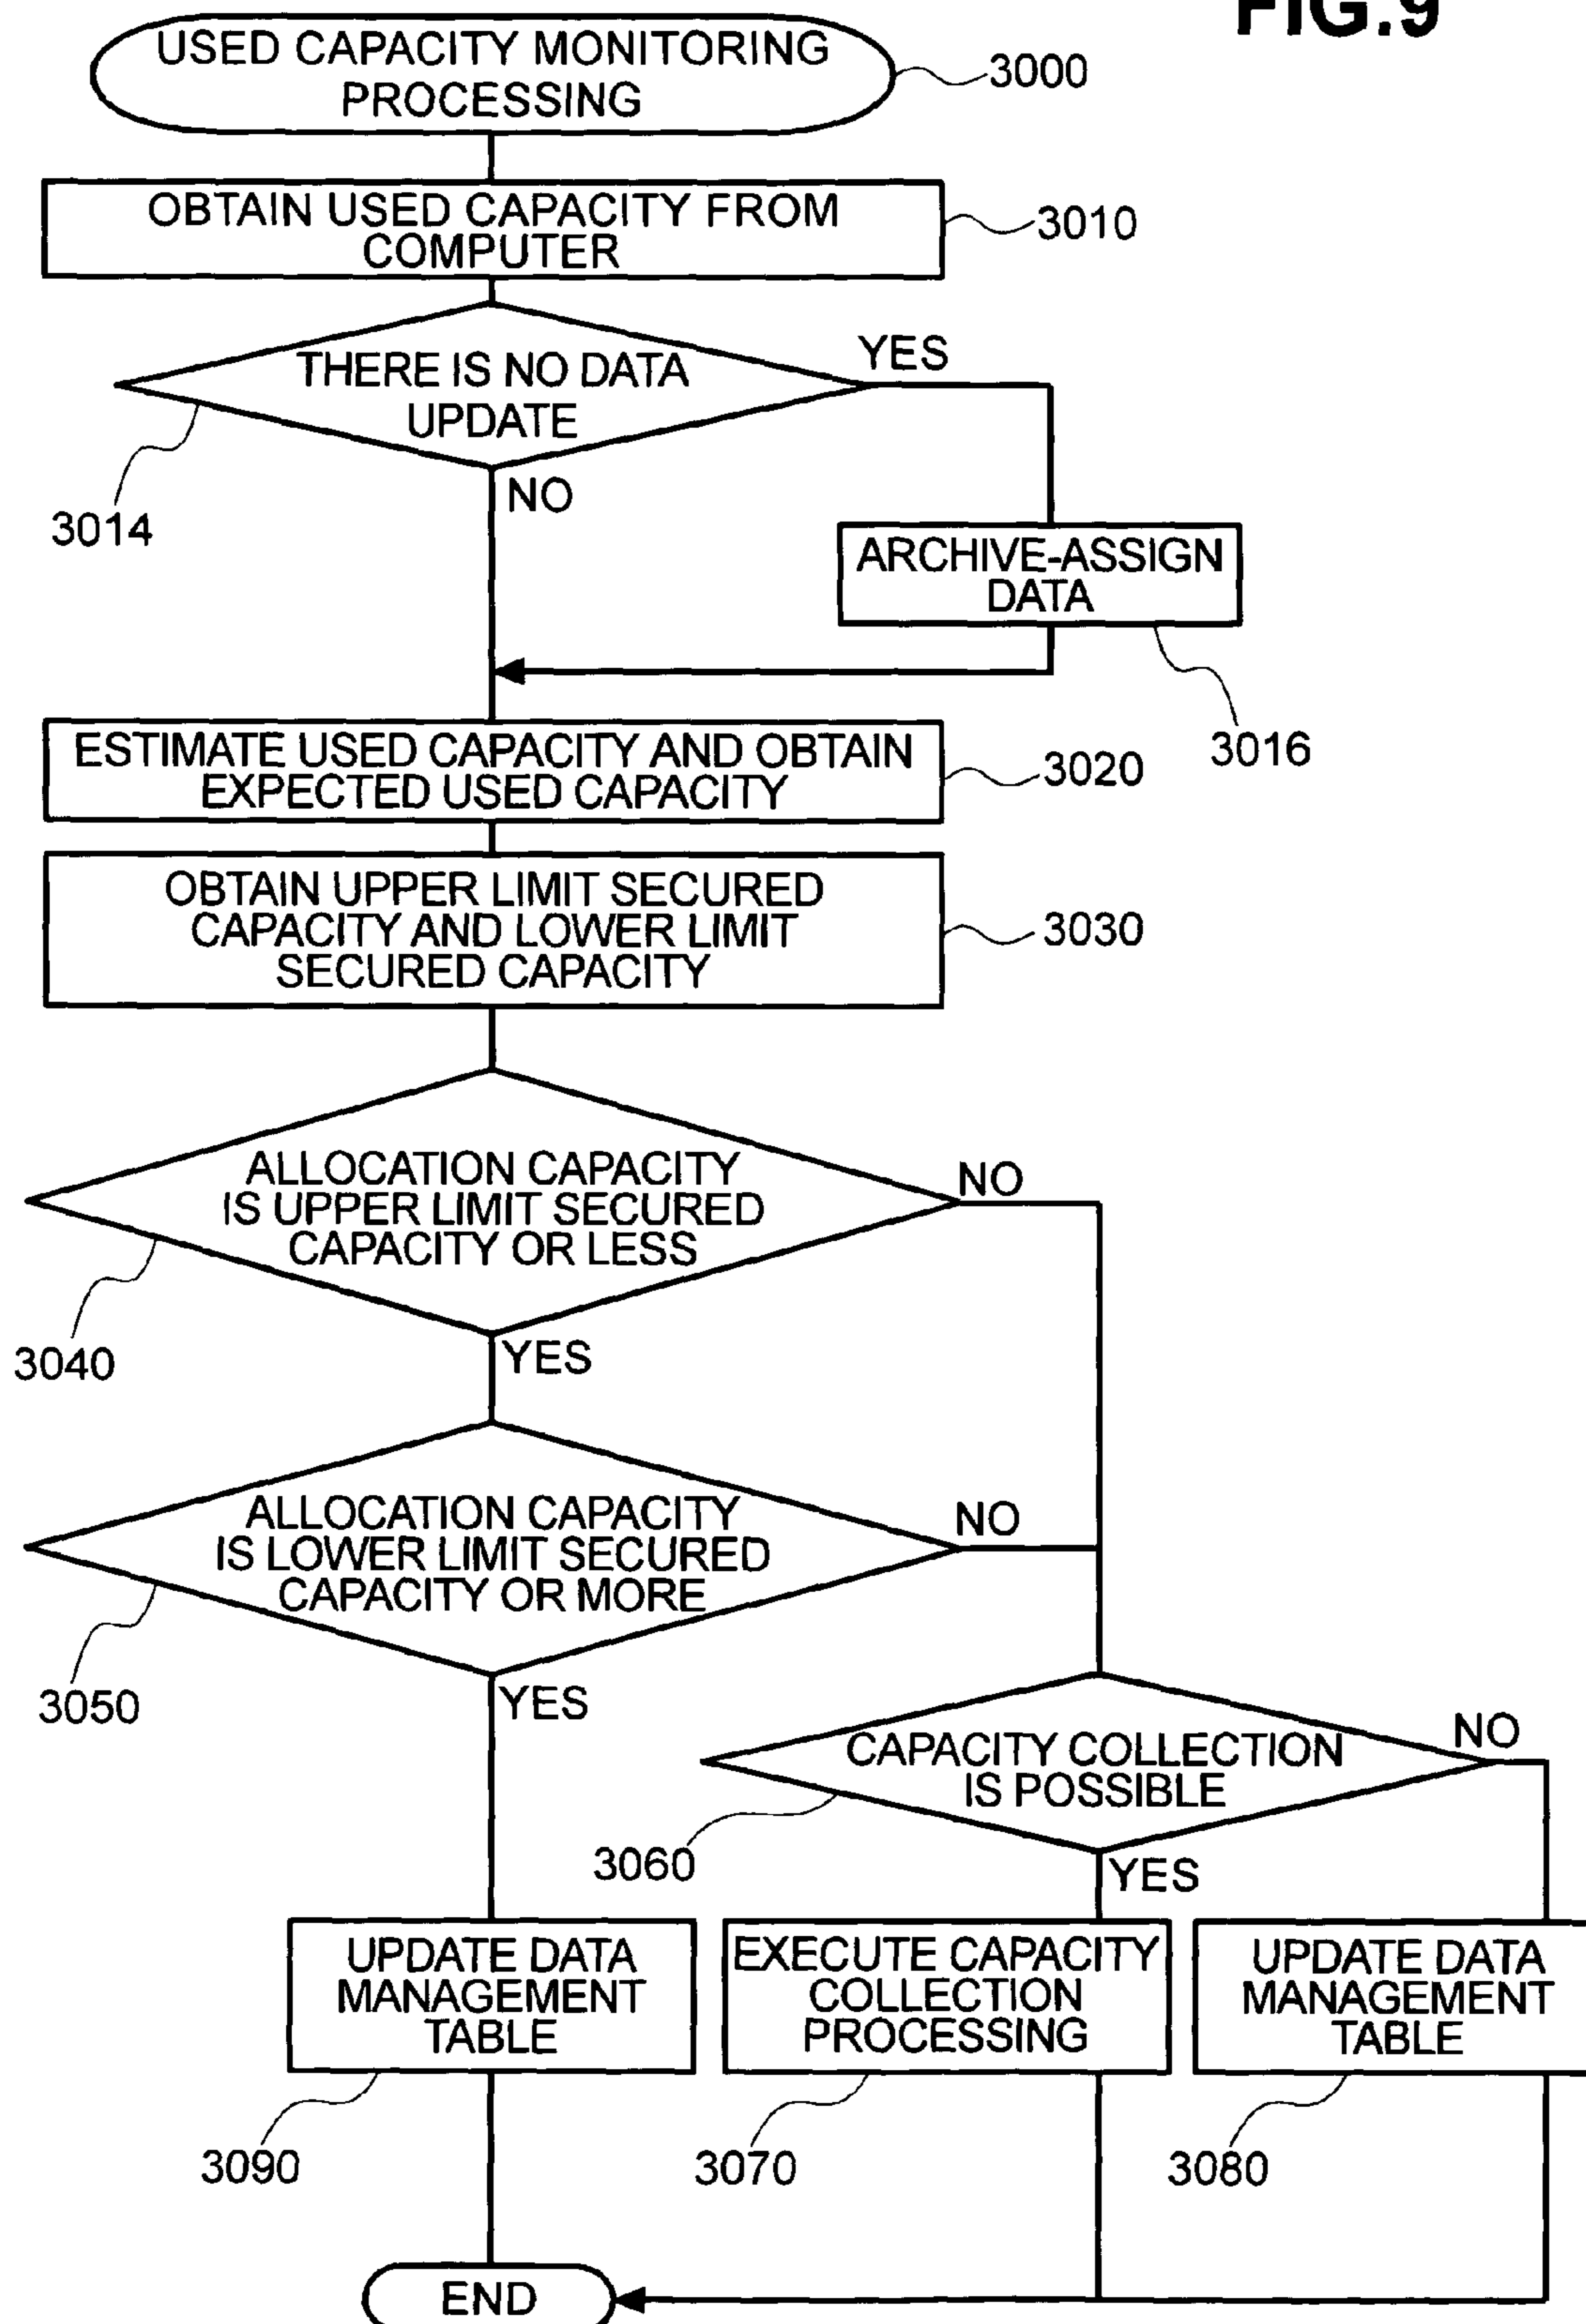 FIG.9
USED CAPACITY MONITORING
PROCESSING
3000
OBTAIN USED CAPACITY FROM
COMPUTER
3010
THERE IS NO DATA
UPDATE
YES
NO
3014
ARCHIVE-ASSIGN
DATA
3016
ESTIMATE USED CAPACITY AND OBTAIN
EXPECTED USED CAPACITY
3020
OBTAIN UPPER LIMIT SECURED
CAPACITY AND LOWER LIMIT
SECURED CAPACITY
3030
ALLOCATION CAPACITY
IS UPPER LIMIT SECURED
CAPACITY OR LESS
NO
3040
YES
ALLOCATION CAPACITY
IS LOWER LIMIT SECURED
CAPACITY OR MORE
NO
3050
YES
CAPACITY COLLECTION
IS POSSIBLE
NO
3060
YES
UPDATE DATA
MANAGEMENT
TABLE
EXECUTE CAPACITY
COLLECTION
PROCESSING
UPDATE DATA
MANAGEMENT
TABLE
3090
3070
3080
END